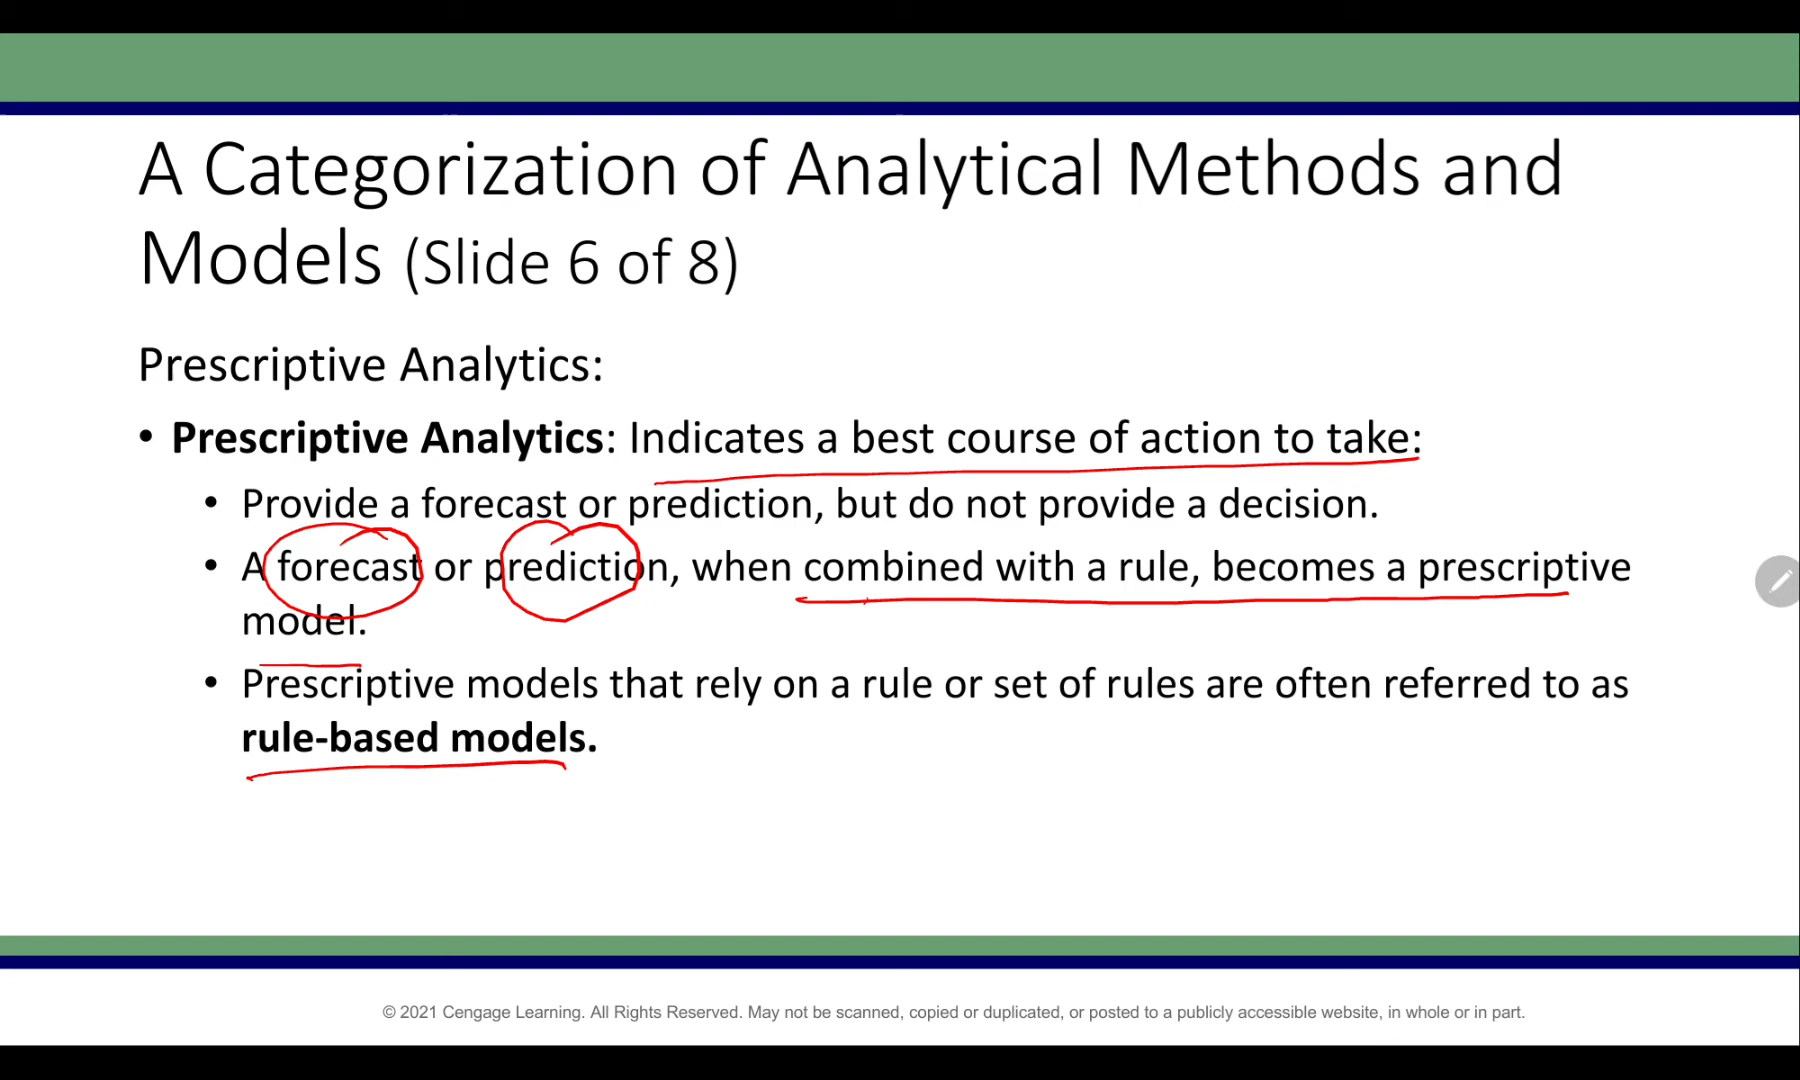 A Categorization of Analytical Methods and
Models (Slide 6 of 8)
Prescriptive Analytics:
• Prescriptive Analytics: Indicates a best course of action to take:
• Provide a forecast or prediction, but do not provide a decision.
• A forecast or prediction, when combined with a rule, becomes a prescriptive
model.
• Prescriptive models that rely on a rule or set of rules are often referred to as
rule-based models.
© 2021 Cengage Learning. All Rights Reserved. May not be scanned, copied or duplicated, or posted to a publicly accessible website, in whole or in part.